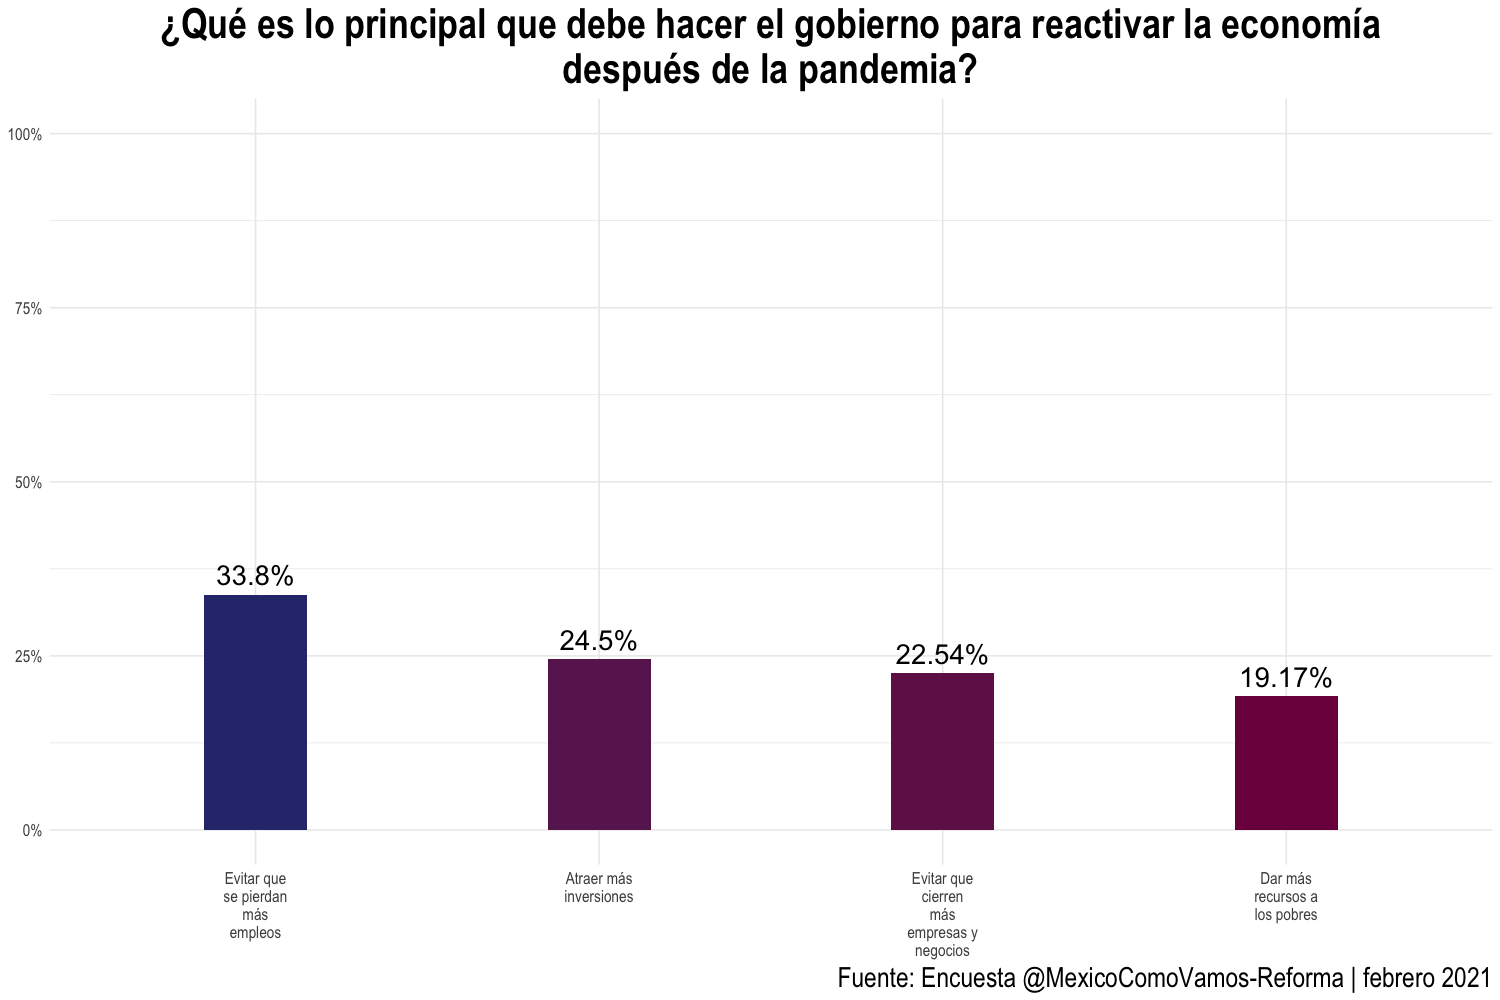 ¿Qué es lo principal que debe hacer el gobierno para reactivar la economía
después de la pandemia?
100%
75%
50%
25%
0%
33.8%
24.5%
22.54%
19.17%
Evitar que
se pierdan
más
empleos
Atraer más
inversiones
Evitar que
cierren
más
empresas y
negocios
Dar más
recursos a
los pobres
Fuente: Encuesta @MexicoComoVamos-Reforma | febrero 2021